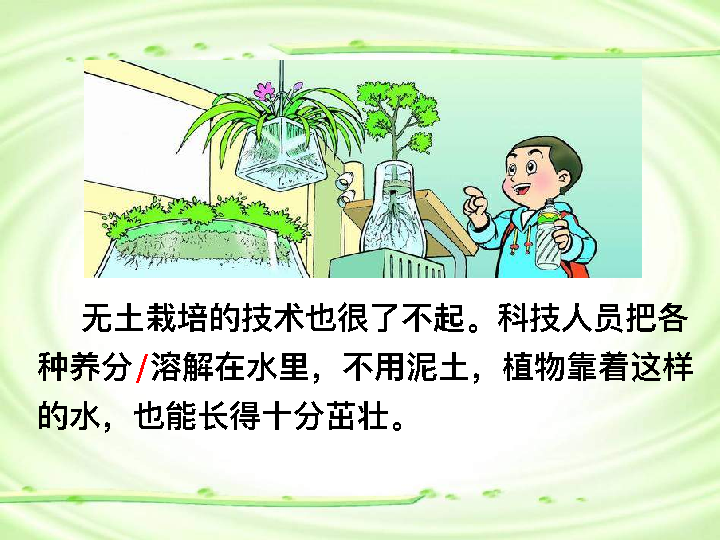 无土栽培的技术也很了不起。科技人员把各
种养分/溶解在水里，不用泥土，植物靠着这样
的水，也能长得十分茁壮。